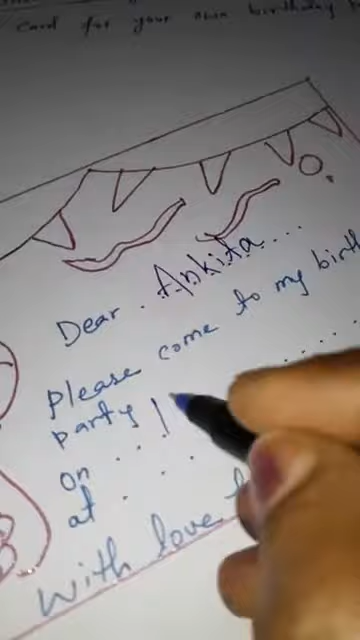 card for your own birthday
Dear . Ankita...
Please come to my birth
party
on . . .
at . . .
With love